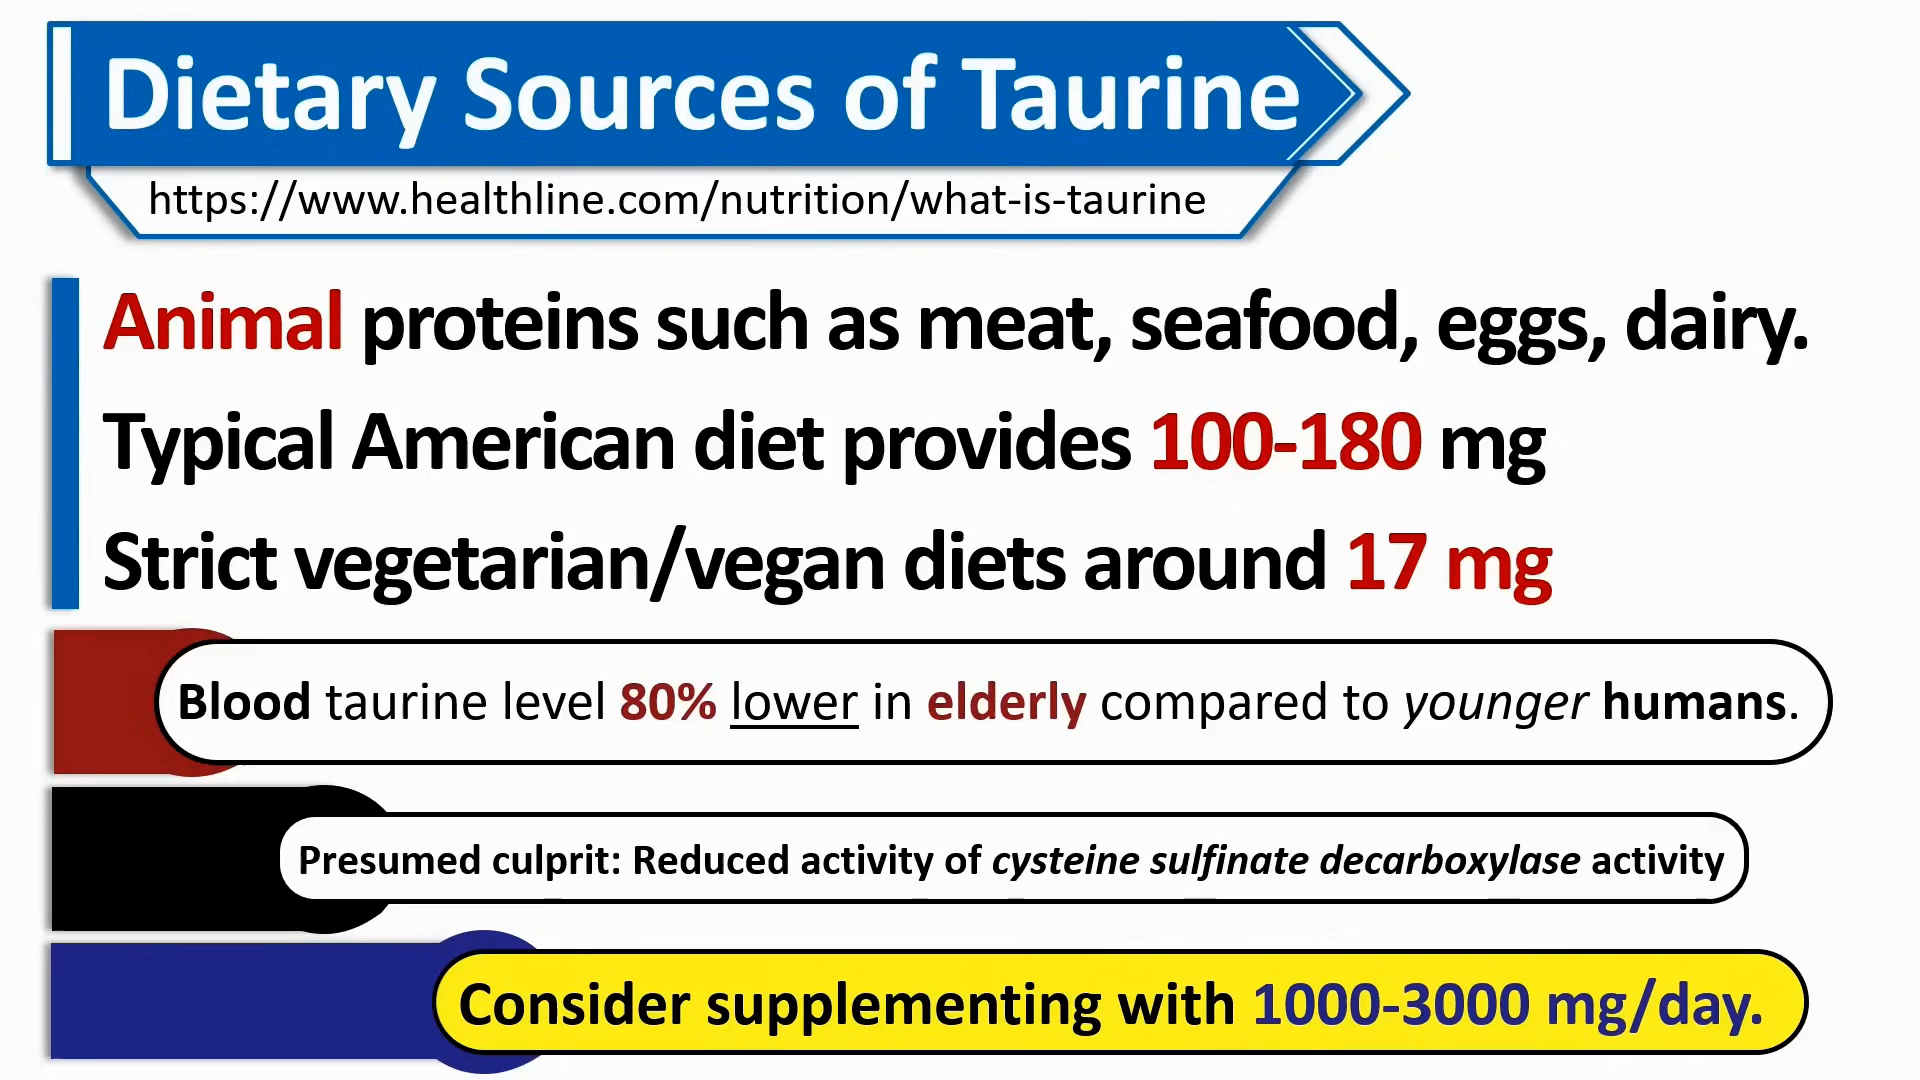 Dietary Sources of Taurine
https://www.healthline.com/nutrition/what-is-taurine
Animal proteins such as meat, seafood, eggs, dairy.
Typical American diet provides 100-180 mg
Strict vegetarian/vegan diets around 17 mg
Blood taurine level 80% lower in elderly compared to younger humans.
Presumed culprit: Reduced activity of cysteine sulfinate decarboxylase activity
Consider supplementing with 1000-3000 mg/day.